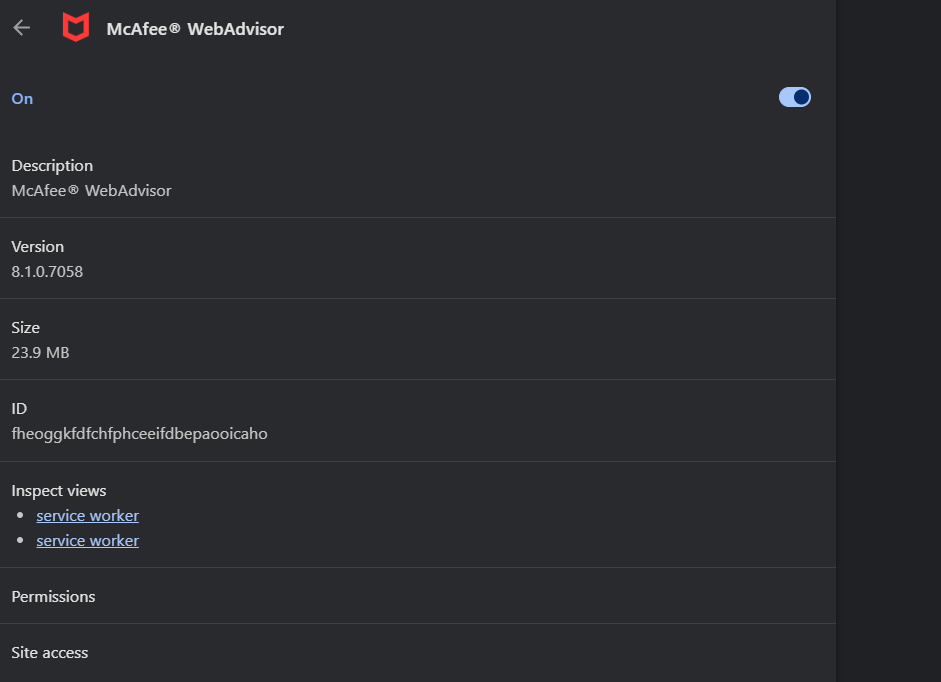 McAfee® WebAdvisor
On
Description
McAfee® WebAdvisor
Version
8.1.0.7058
Size
23.9 MB
ID
fheoggkfdfchfphceeifdbepaooicaho
Inspect views
service worker
service worker
Permissions
Site access